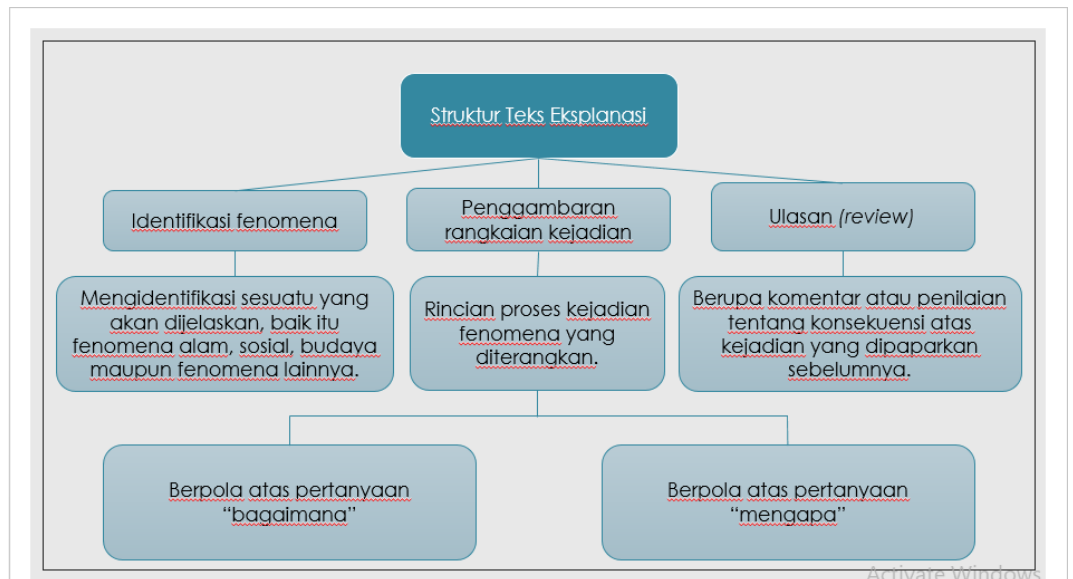 Struktur Teks Eksplanasi
Identifikasi fenomena
Penggambaran
rangkaian kejadian
Ulasan (review)
Mengidentifikasi sesuatu yang
akan dijelaskan, baik itu
fenomena alam, sosial, budaya
maupun fenomena lainnya.
Rincian proses kejadian
fenomena yang
diterangkan.
Berupa komentar atau penilaian
tentang konsekuensi atas
kejadian yang dipaparkan
sebelumnya.
Berpola atas pertanyaan
“bagaimana”
Berpola atas pertanyaan
“mengapa”
Activate Windows